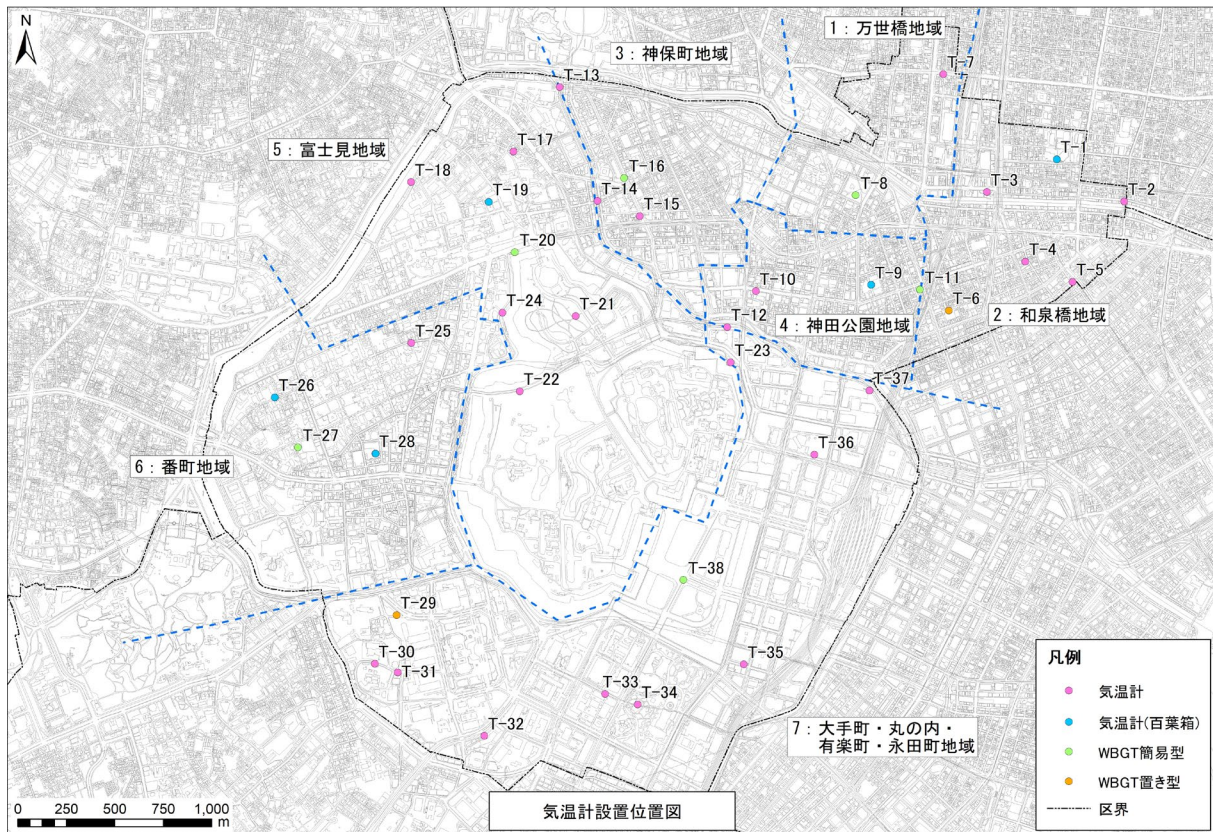 N
1：万世橋地域
3：神保町地域
T-13
T-7
5：富士見地域
T-17
T-1
T-18
T-16
T-19
T-14
T-15
T-8
T-3
T-2
T-20
T-4
T-10
T-9
T-11
T-5
T-24
T-21
T-6
T-12
4：神田公園地域
2：和泉橋地域
T-25
T-23
T-22
T-37
T-26
T-27
T-28
T-36
6：番町地域
T-38
T-29
T-30
T-31
T-35
T-33
T-34
T-32
7：大手町・丸の内・
有楽町・永田町地域
凡例
気温計
気温計(百葉箱)
WBGT簡易型
WBGT置き型
区界
0 250 500 750 1,000
m
気温計設置位置図